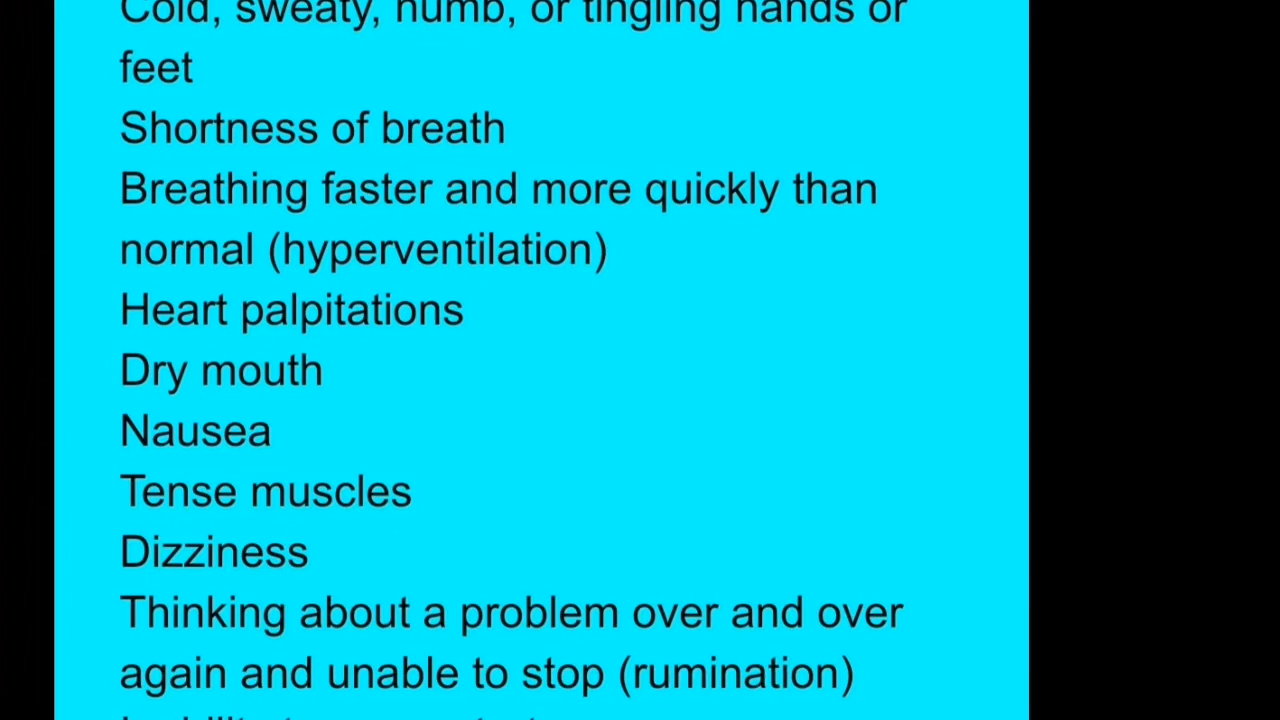 Cold, sweaty, numb, or tingling hands or
feet
Shortness of breath
Breathing faster and more quickly than
normal (hyperventilation)
Heart palpitations
Dry mouth
Nausea
Tense muscles
Dizziness
Thinking about a problem over and over
again and unable to stop (rumination)